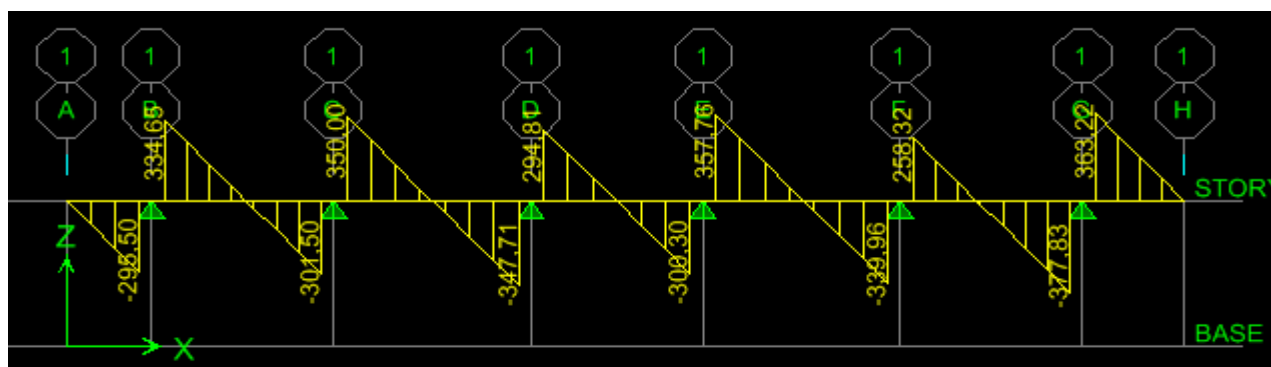 1 1 1 1 1 1 1 1
A B D E F H
334.65 350.00 294.81 357.76 258.32 363.22
STORY
Z
-295.50 -301.50 -347.71 -309.30 -339.96 -377.83
X
BASE